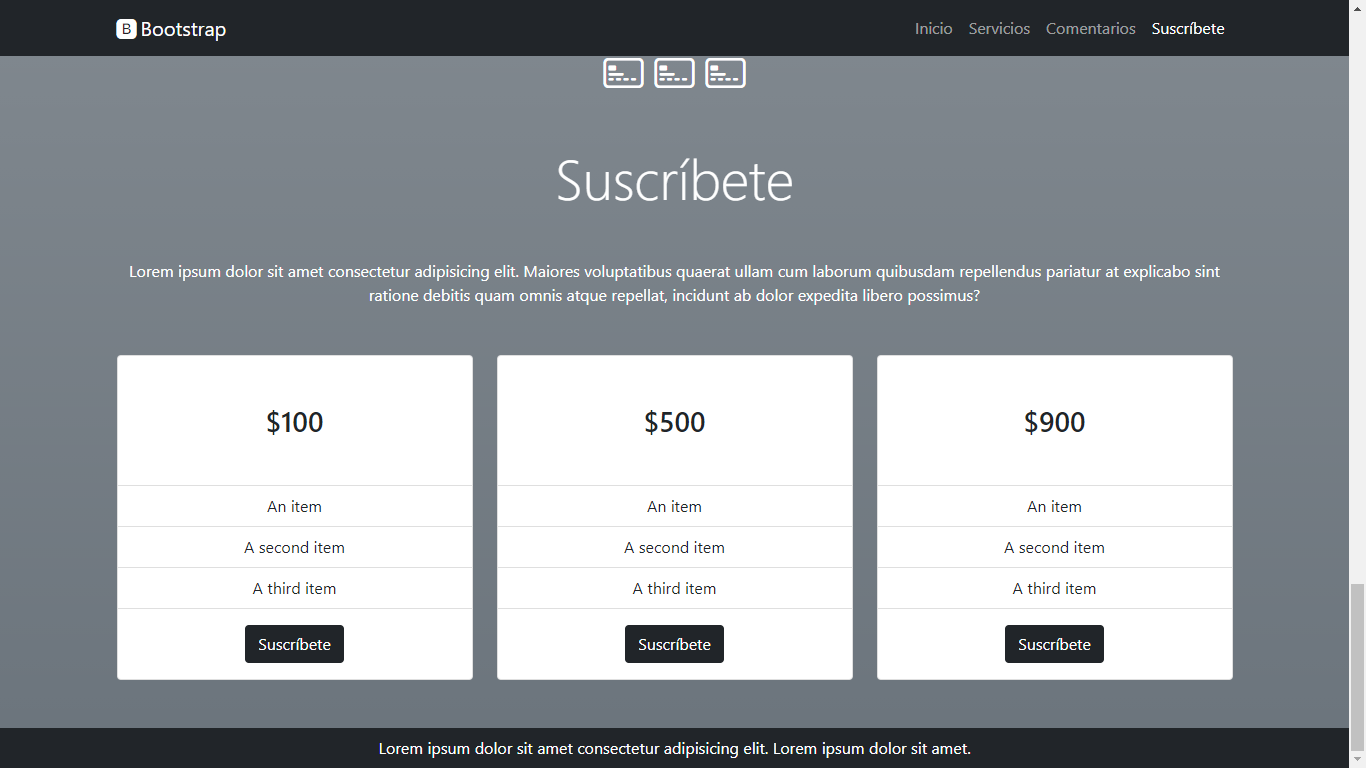 B Bootstrap
Inicio Servicios Comentarios Suscríbete
Suscríbete
Lorem ipsum dolor sit amet consectetur adipisicing elit. Maiores voluptatibus quaerat ullam cum laborum quibusdam repellendus pariatur at explicabo sint
ratione debitis quam omnis atque repellat, incidunt ab dolor expedita libero possimus?
$100
An item
A second item
A third item
Suscríbete
$500
An item
A second item
A third item
Suscríbete
$900
An item
A second item
A third item
Suscríbete
Lorem ipsum dolor sit amet consectetur adipisicing elit. Lorem ipsum dolor sit amet.